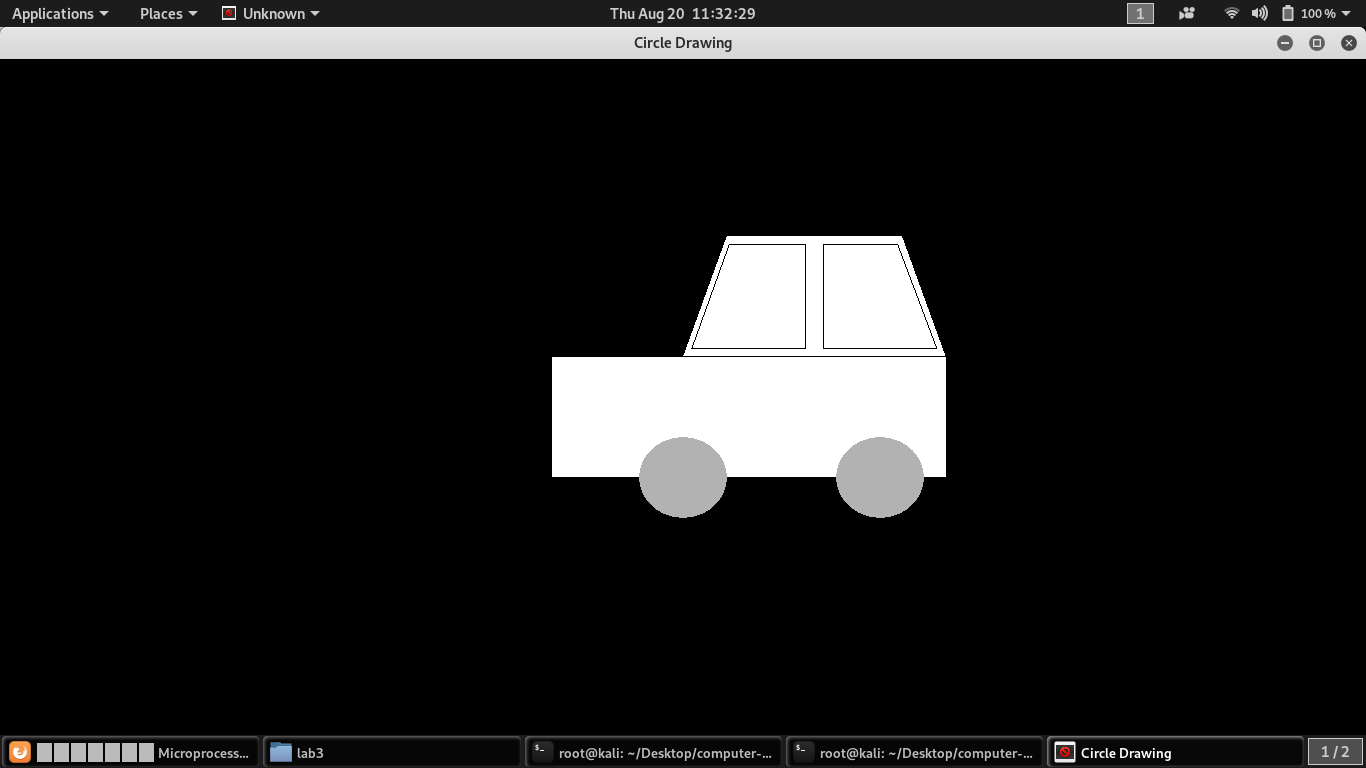 Applications Places Unknown Thu Aug 20 11:32:29 1 100 %
Circle Drawing
Microprocess... lab3 root@kali: ~/Desktop/computer-... root@kali: ~/Desktop/computer-... Circle Drawing 1 / 2